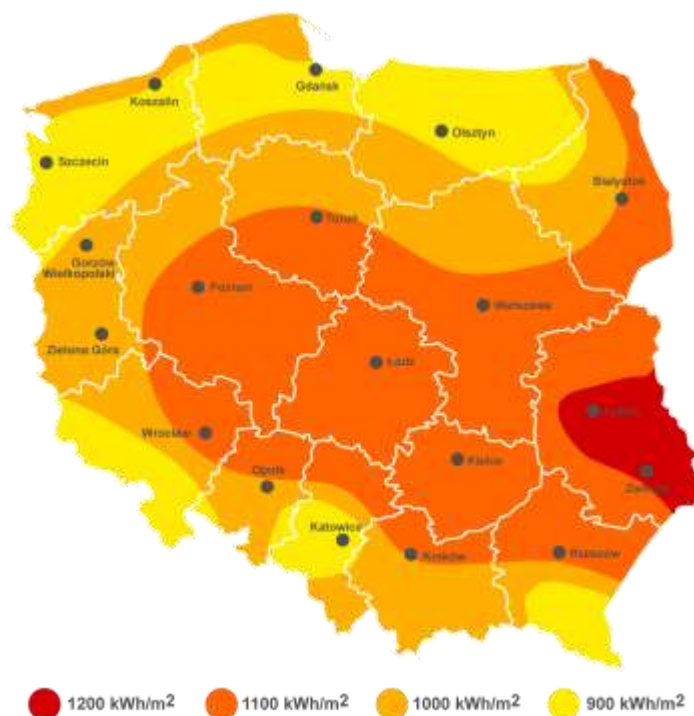 Koszalin
Gdańsk
Olsztyn
Szczecin
Białystok
Toruń
Gorzów
Wielkopolski
Poznań
Warszawa
Zielona Góra
Łódź
Lublin
Wrocław
Kielce
Opole
Zamość
Katowice
Kraków
Rzeszów
1200 kWh/m²
1100 kWh/m²
1000 kWh/m²
900 kWh/m²